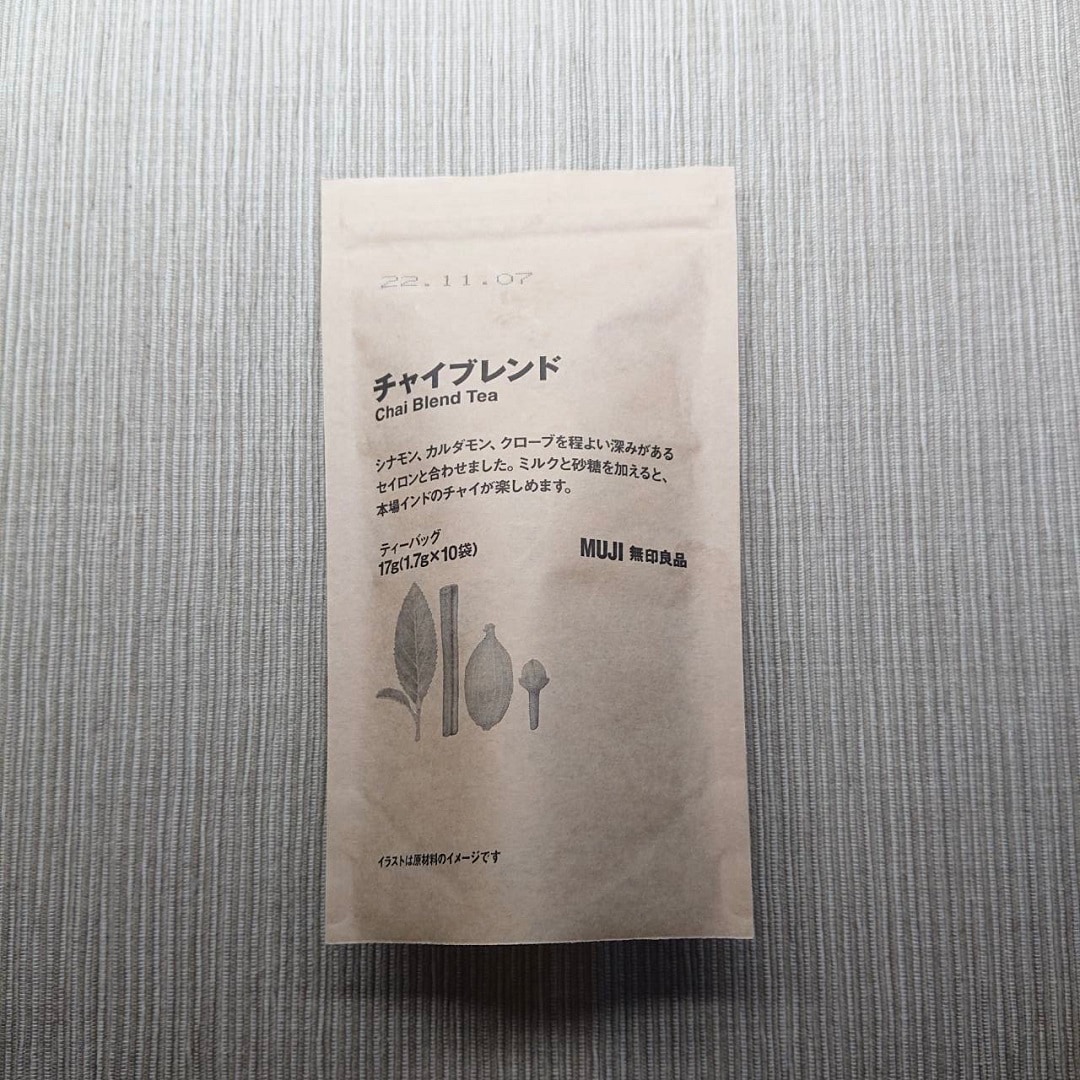 22.11.07
チャイブレンド
Chai Blend Tea
シナモン、カルダモン、クローブを程よい深みがある
セイロンと合わせました。ミルクと砂糖を加えると、
本場インドのチャイが楽しめます。
ティーバッグ
17g(1.7g×10袋)
MUJI 無印良品
イラストは原材料のイメージです